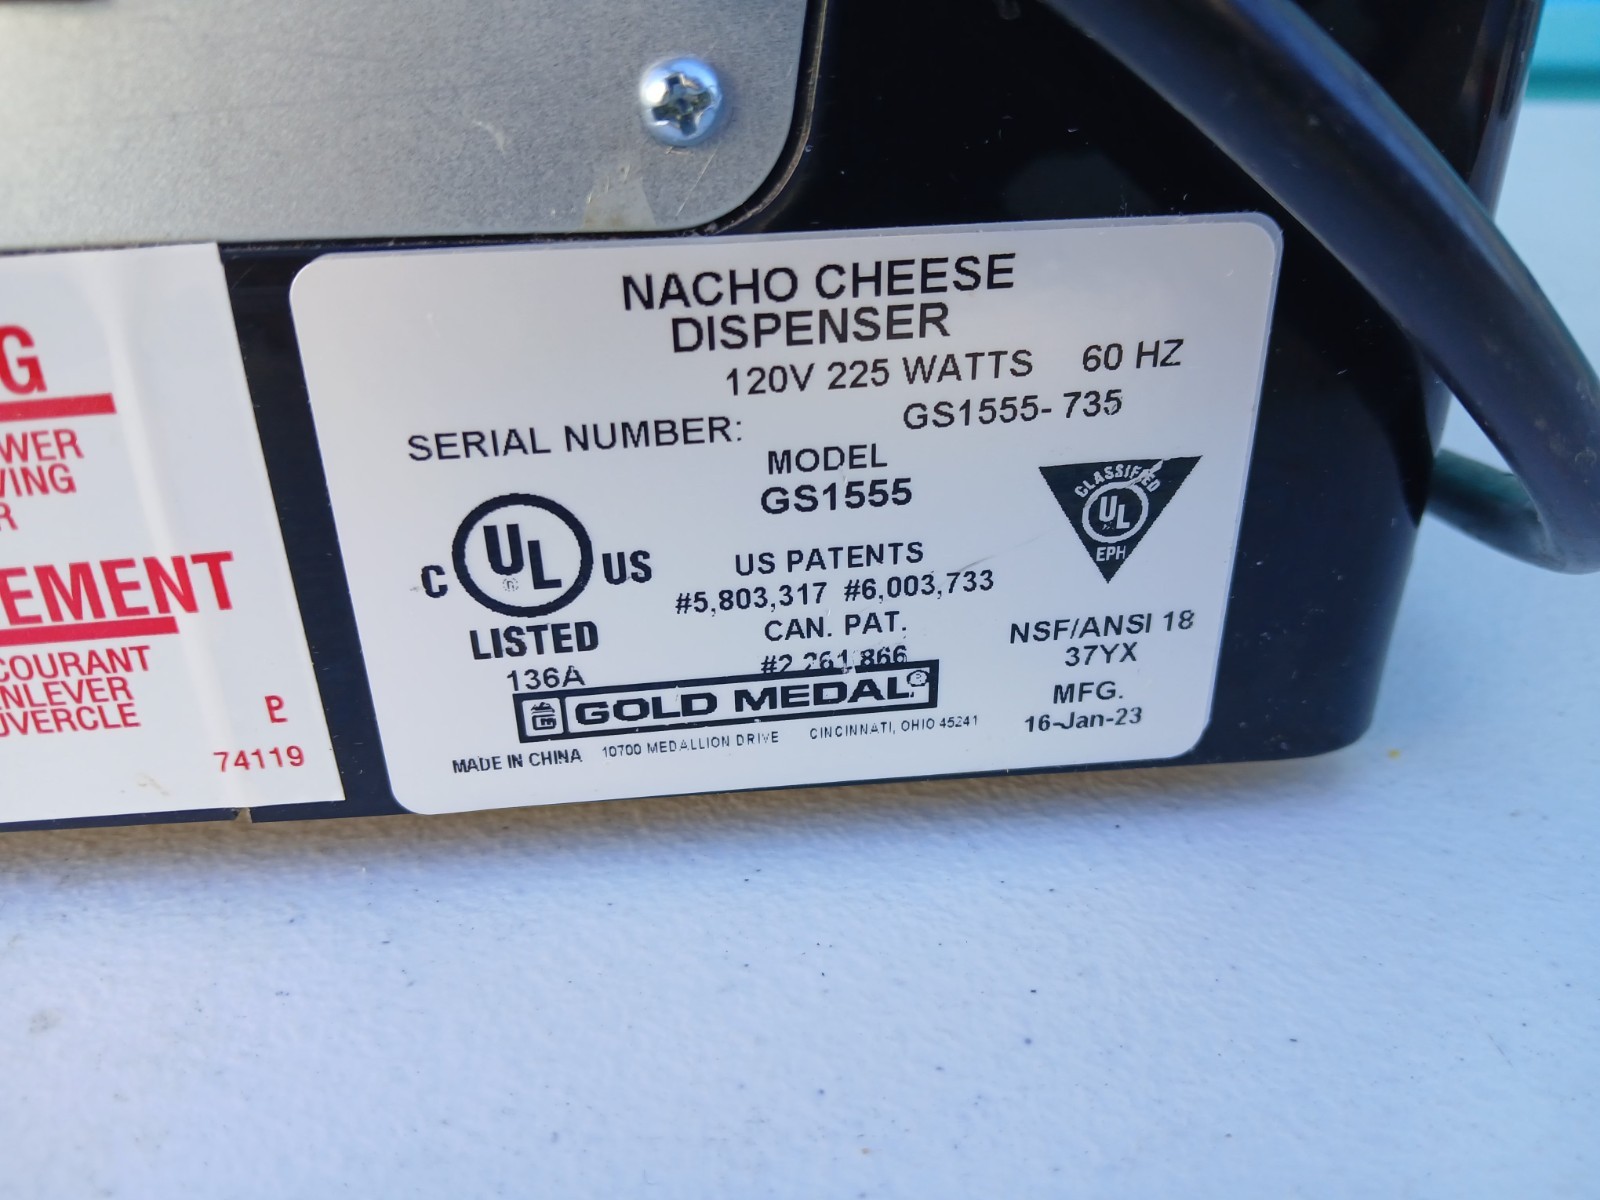 G
WER
VING
R
EMENT
COURANT
NLEVER
UVERCLE
74119
NACHO CHEESE
DISPENSER
120V 225 WATTS 60 HZ
SERIAL NUMBER: GS1555- 735
MODEL
GS1555
CLASSIFIED
UL
EPH
C UL US
LISTED
136A
US PATENTS
#5,803,317 #6,003,733
CAN. PAT.
#2,261,866
NSF/ANSI 18
37YX
MFG.
16-Jan-23
GOLD MEDAL®
MADE IN CHINA 10700 MEDALLION DRIVE CINCINNATI, OHIO 45241